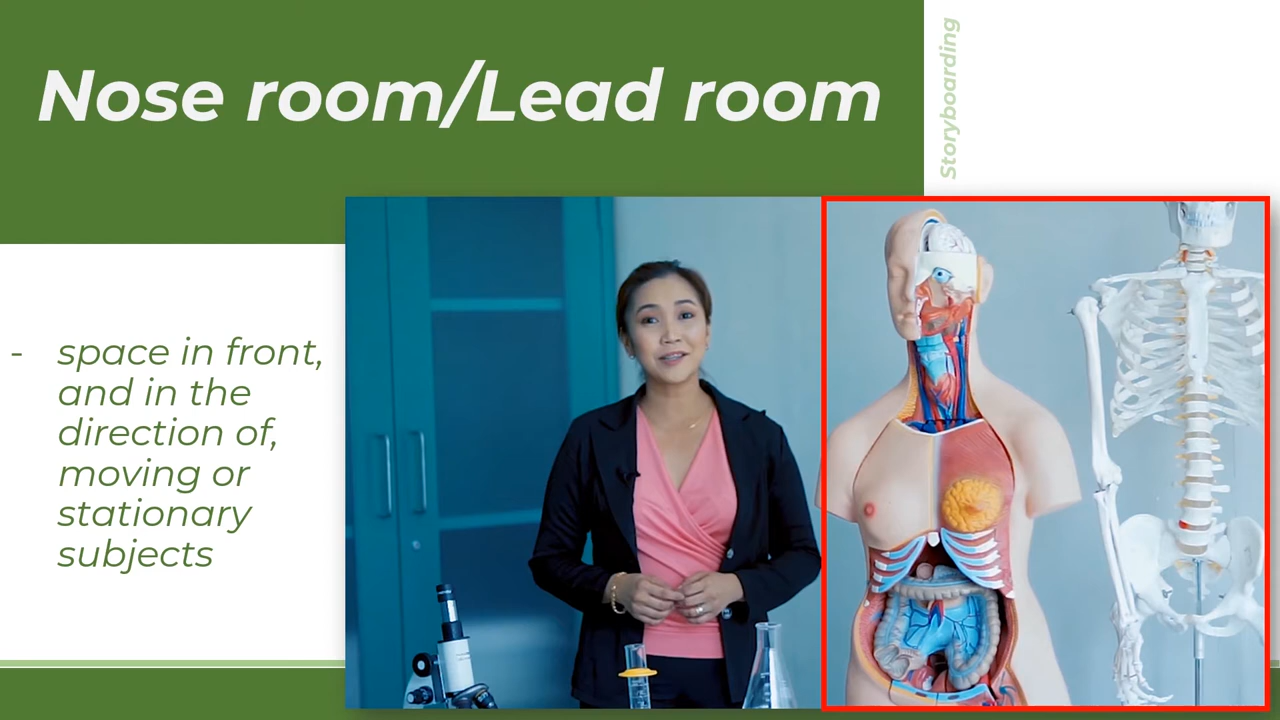 Nose room/Lead room
Storyboarding
- space in front,
and in the
direction of,
moving or
stationary
subjects